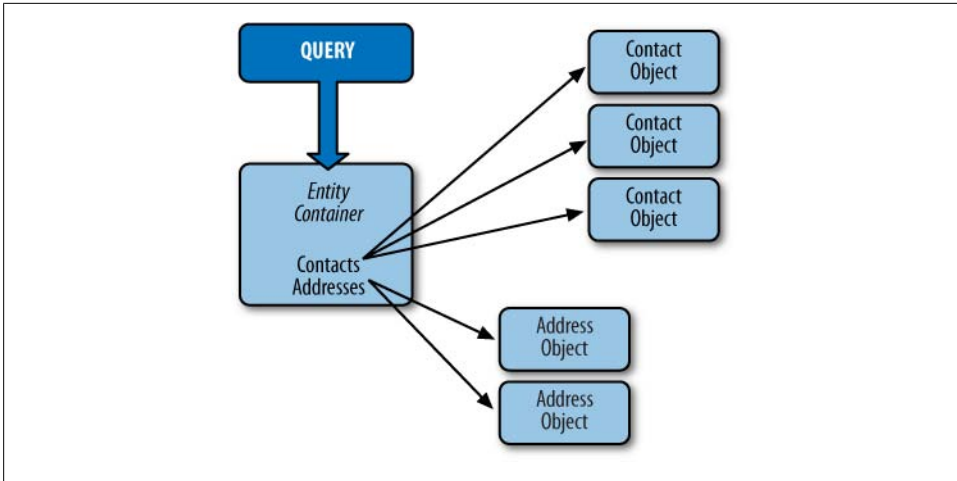 QUERY
Entity
Container
Contacts
Addresses
Contact
Object
Contact
Object
Contact
Object
Address
Object
Address
Object